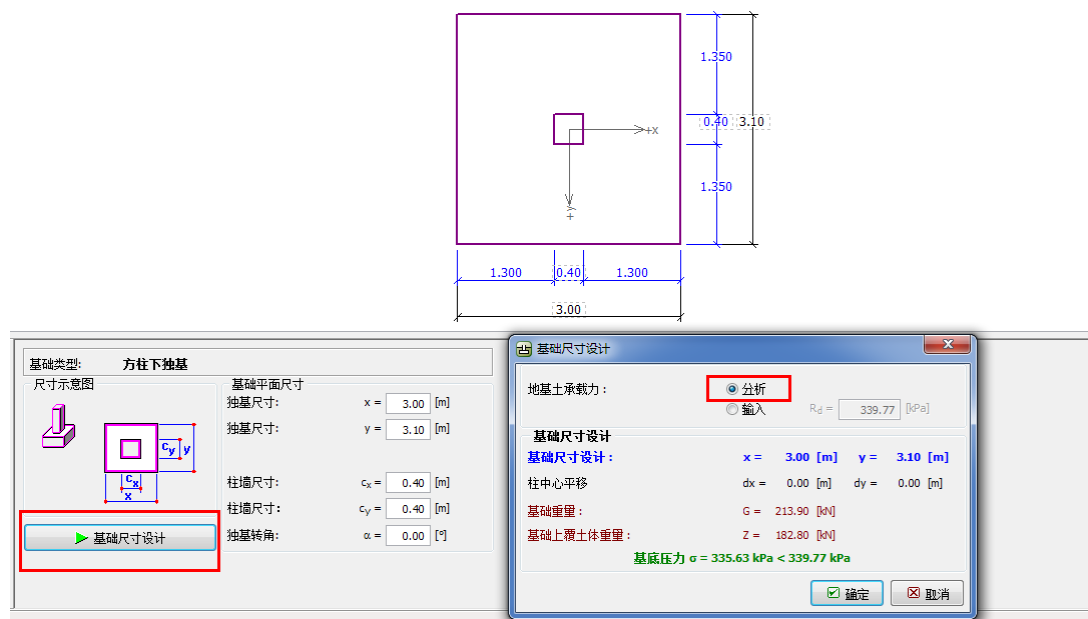 1.350
0.40 3.10
+x
1.350
+y
1.300 0.40 1.300
3.00
基础类型: 方柱下独基
尺寸示意图
cy y
cx
x
基础尺寸设计
基础平面尺寸
独基尺寸: x = 3.00 [m]
独基尺寸: y = 3.10 [m]
柱墙尺寸: cx = 0.40 [m]
柱墙尺寸: cy = 0.40 [m]
独基转角: α = 0.00 [°]
基础尺寸设计
地基土承载力: 分析
输入 Rd = 339.77 [kPa]
基础尺寸设计
基础尺寸设计: x = 3.00 [m] y = 3.10 [m]
柱中心平移 dx = 0.00 [m] dy = 0.00 [m]
基础重量: G = 213.90 [kN]
基础上覆土体重量: Z = 182.80 [kN]
基底压力 σ = 335.63 kPa < 339.77 kPa
确定 取消